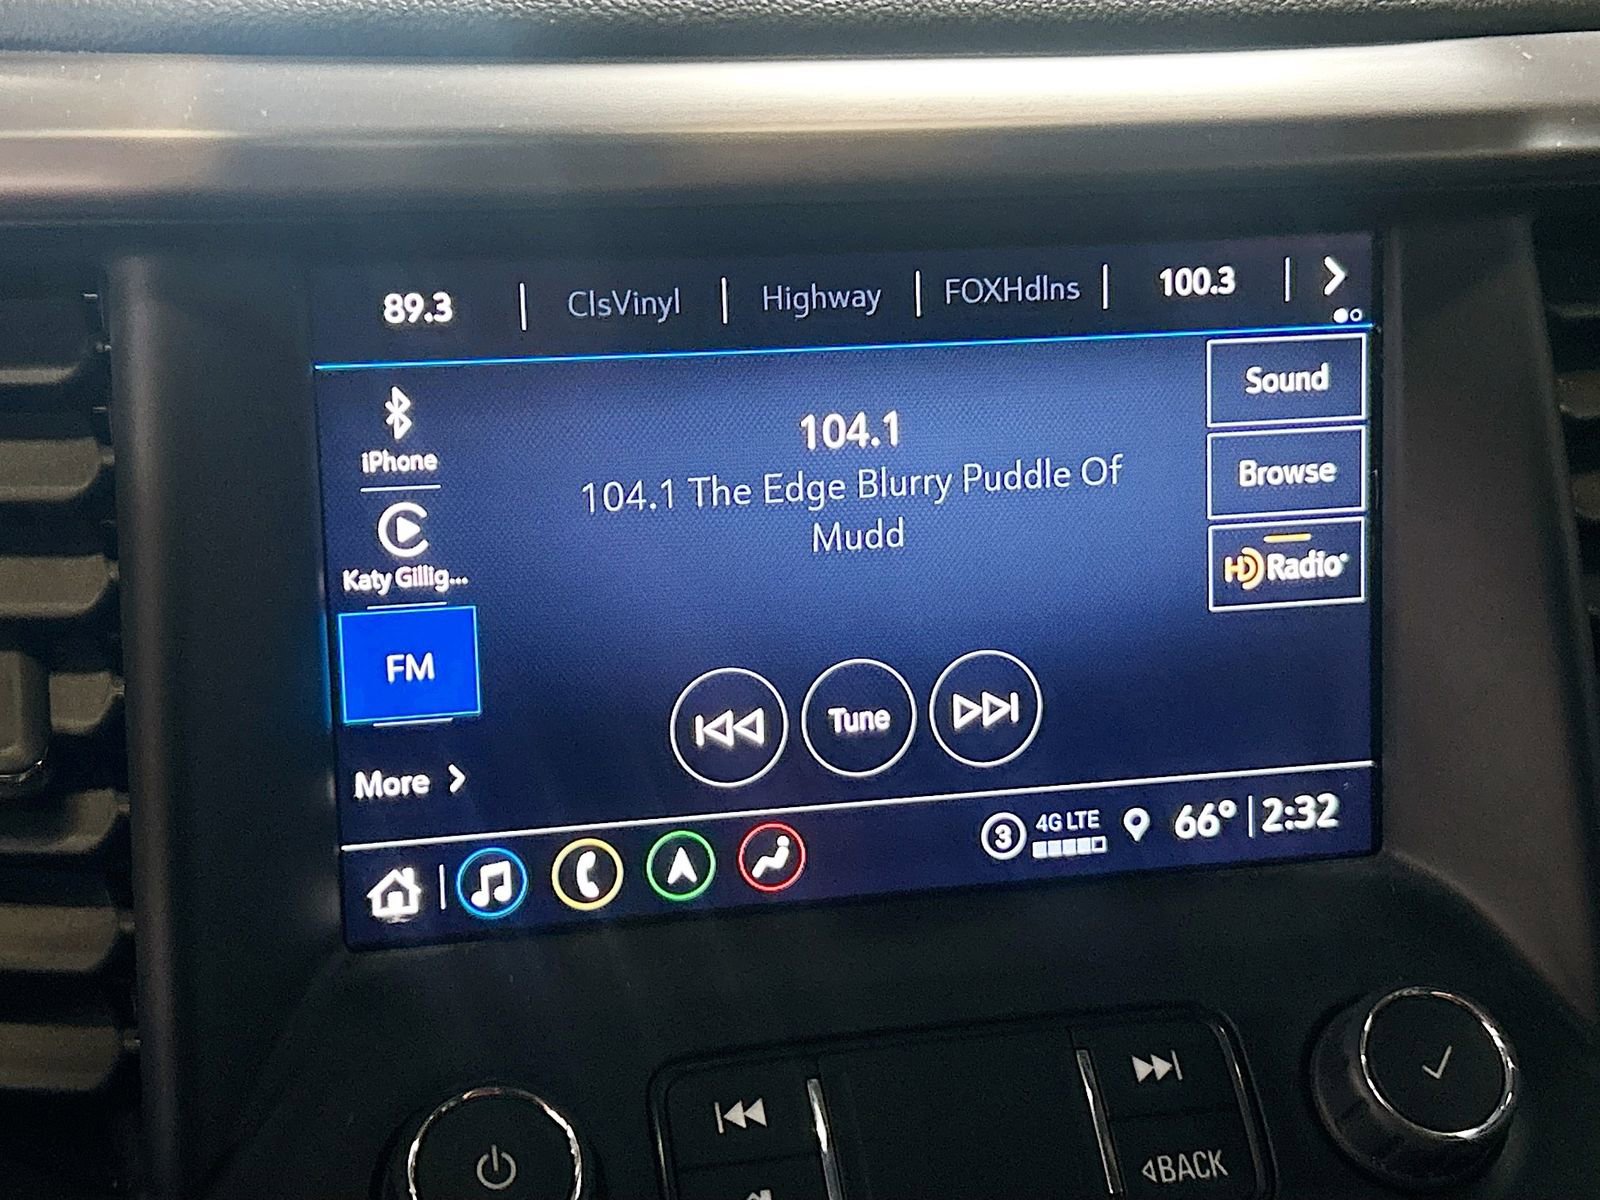 89.3 ClsVinyl Highway FOXHdlns 100.3
iPhone
Katy Gillig...
FM
More
104.1
104.1 The Edge Blurry Puddle Of
Mudd
Tune
Sound
Browse
HD Radio
3 4G LTE 66° 2:32
BACK